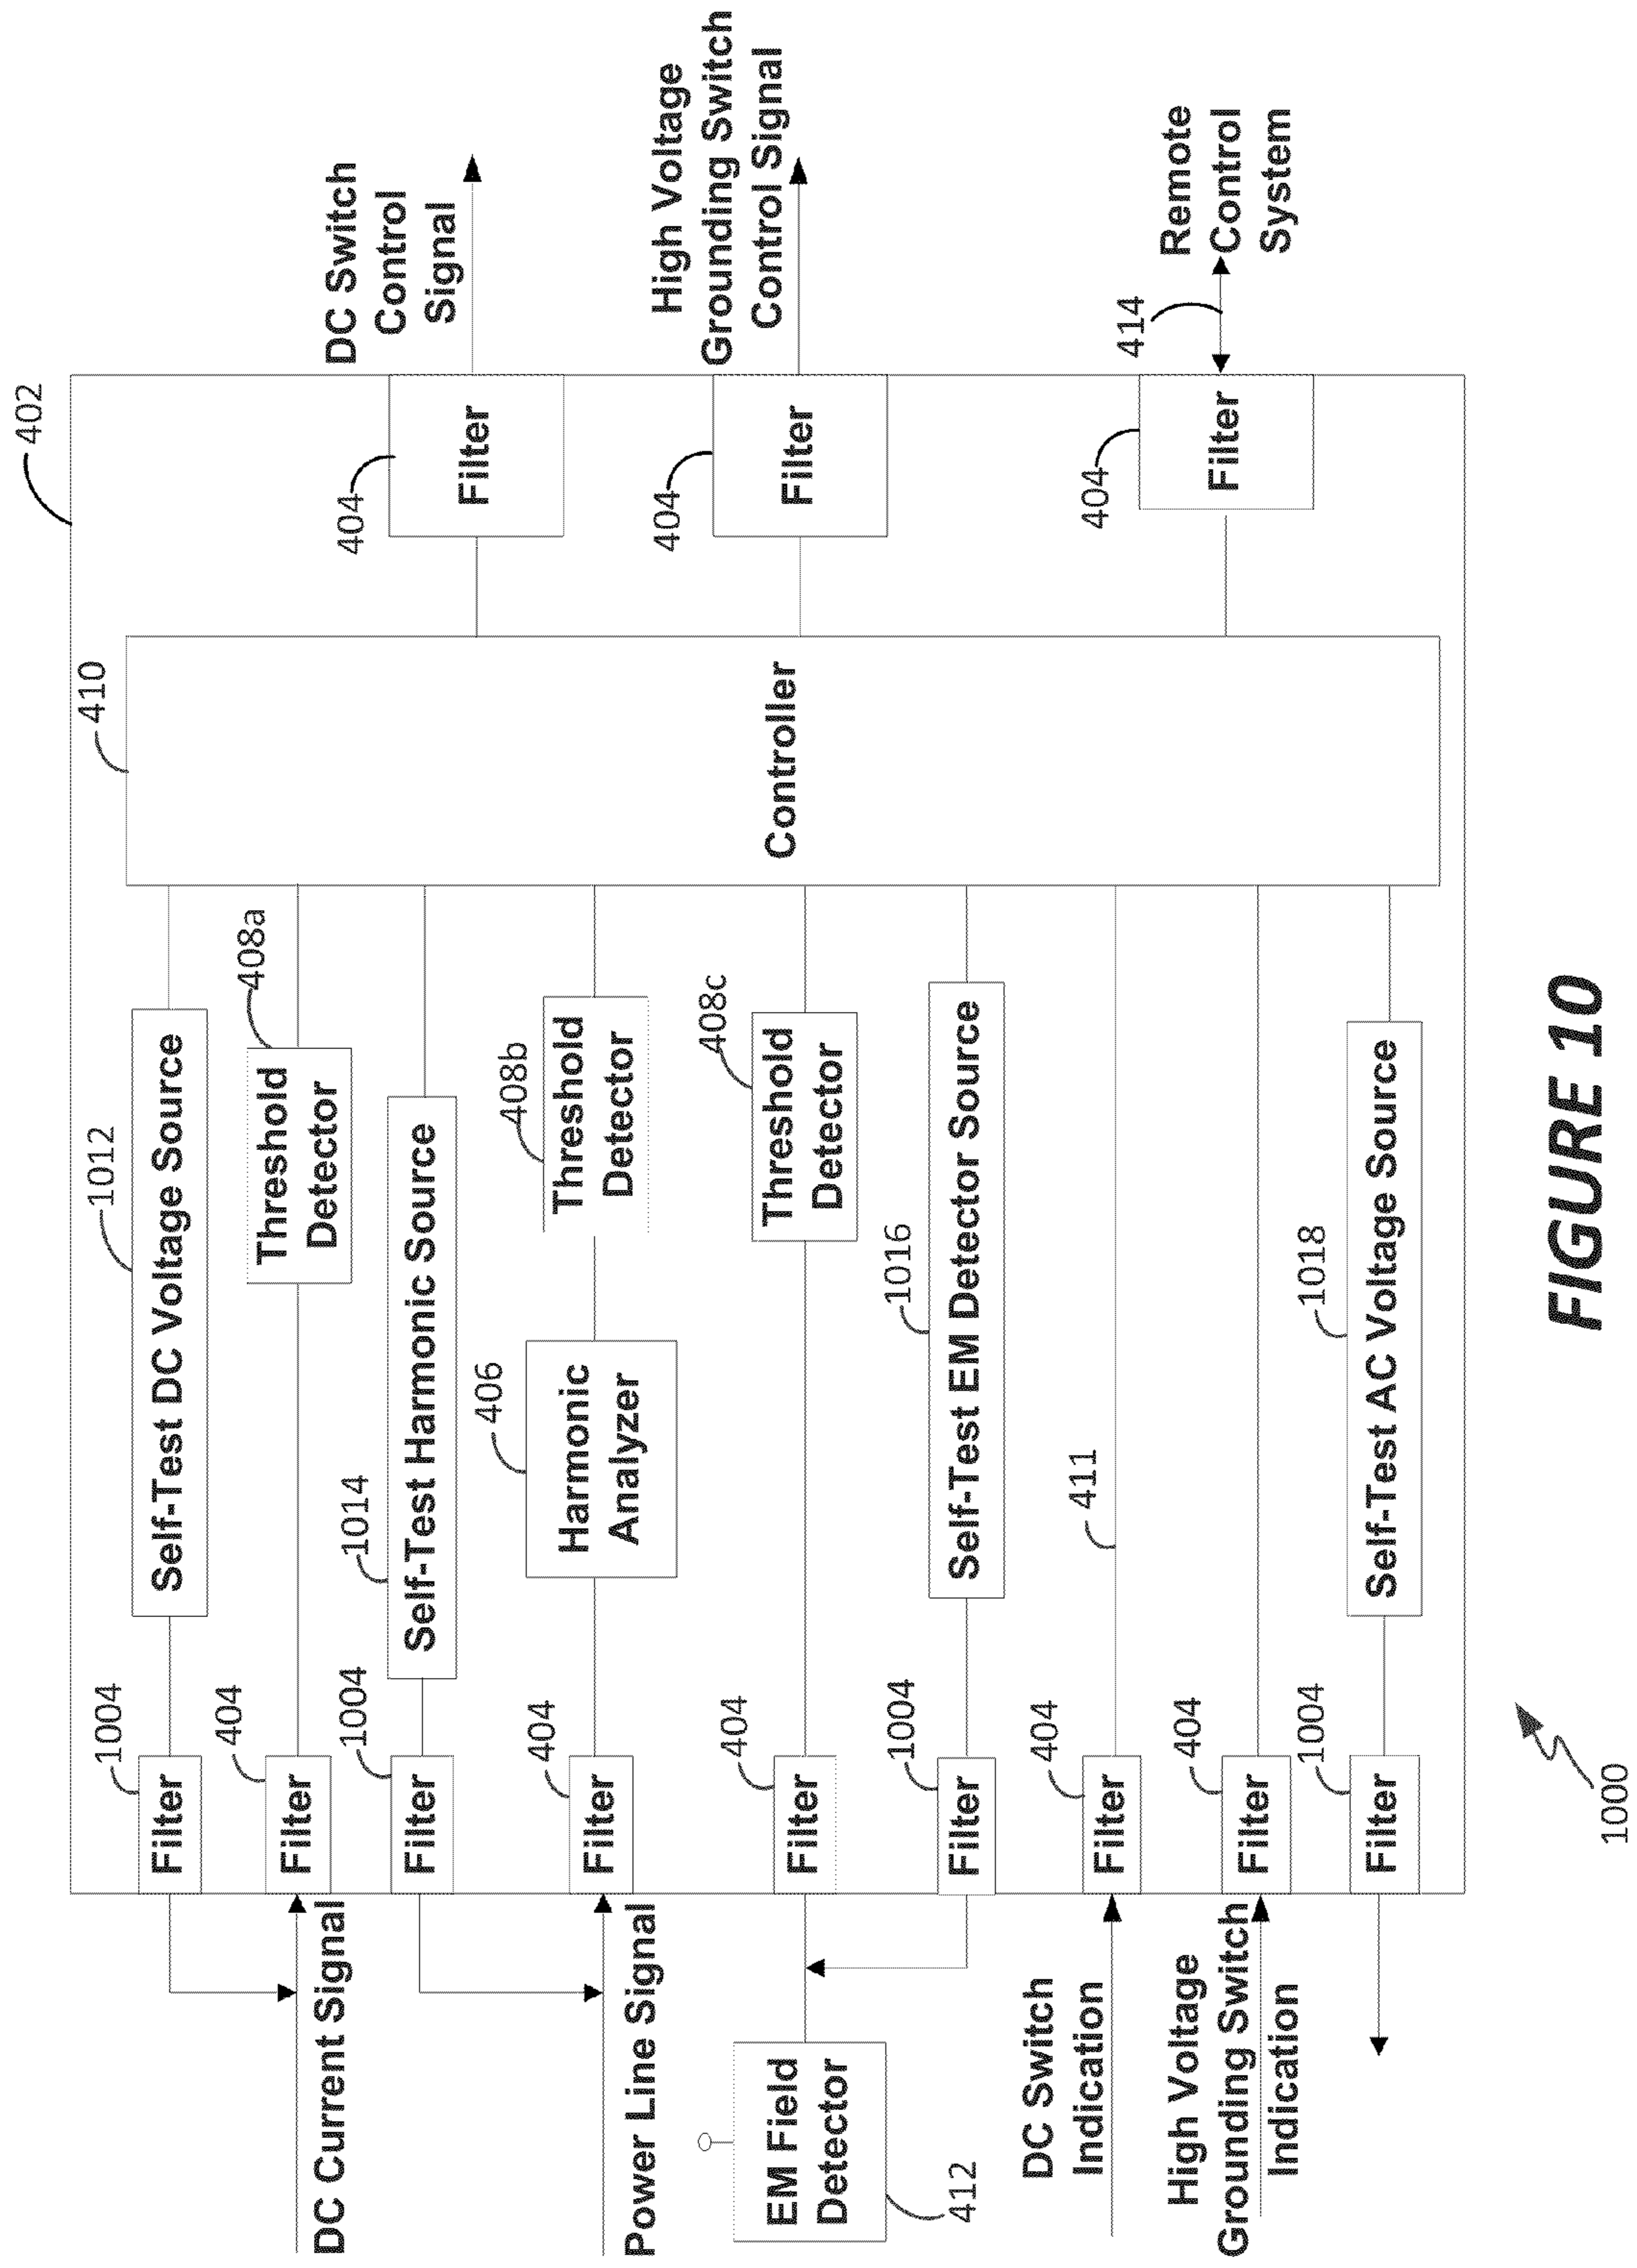 402
410
1004
Filter
1012
Self-Test DC Voltage Source
DC Current Signal
404
Filter
408a
Threshold
Detector
404
Filter
DC Switch
Control
Signal
1004
Filter
1014
Self-Test Harmonic Source
Power Line Signal
404
Filter
406
Harmonic
Analyzer
408b
Threshold
Detector
Controller
EM Field
Detector
412
404
Filter
408c
Threshold
Detector
404
Filter
High Voltage
Grounding Switch
Control Signal
1004
Filter
1016
Self-Test EM Detector Source
DC Switch
Indication
404
Filter
411
High Voltage
Grounding Switch
Indication
404
Filter
404
Filter
414
Remote
Control
System
1004
Filter
1018
Self-Test AC Voltage Source
1000
FIGURE 10